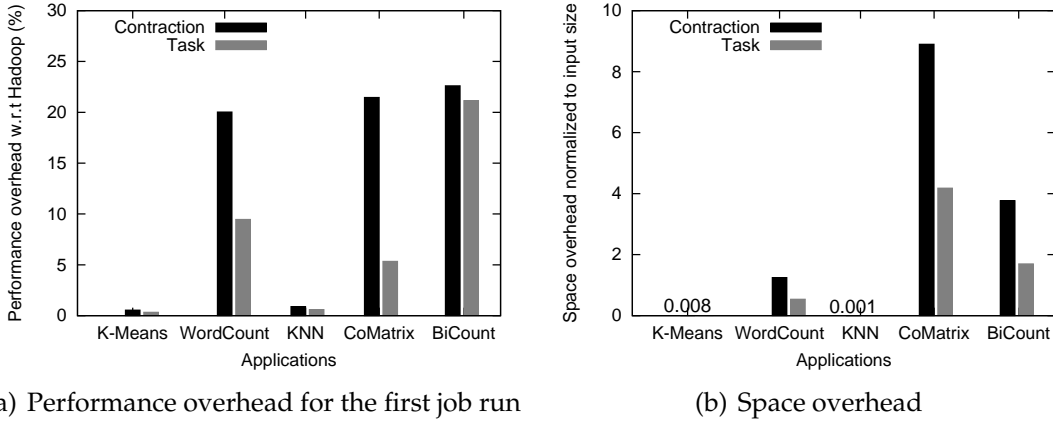 Performance overhead w.r.t Hadoop (%)
30
25
20
15
10
5
0
Contraction
Task
K-Means WordCount KNN CoMatrix BiCount
Applications
a) Performance overhead for the first job run
Space overhead normalized to input size
10
8
6
4
2
0
Contraction
Task
0.008
0.001
K-Means WordCount KNN CoMatrix BiCount
Applications
(b) Space overhead